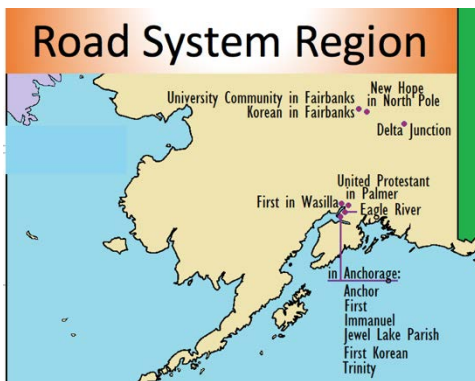 Road System Region
New Hope
in North Pole
University Community in Fairbanks
Korean in Fairbanks
Delta Junction
United Protestant
in Palmer
First in Wasilla
Eagle River
in Anchorage:
Anchor
First
Immanuel
Jewel Lake Parish
First Korean
Trinity